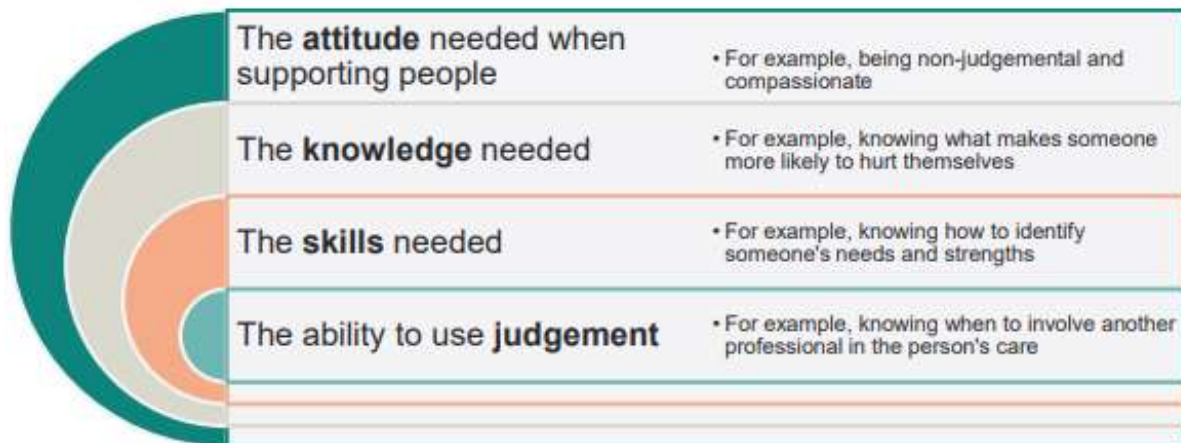 The attitude needed when
supporting people
• For example, being non-judgemental and
compassionate
The knowledge needed
• For example, knowing what makes someone
more likely to hurt themselves
The skills needed
• For example, knowing how to identify
someone's needs and strengths
The ability to use judgement
• For example, knowing when to involve another
professional in the person's care